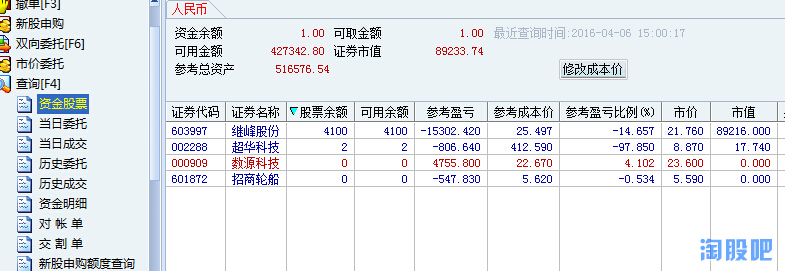 撤单[F3]
新股申购
双向委托[F6]
市价委托
查询[F4]
资金股票
当日委托
当日成交
历史委托
历史成交
资金明细
对 帐 单
交 割 单
新股申购额度查询
人民币
资金余额 1.00 可取金额 1.00 最近查询时间:2016-04-06 15:00:17
可用金额 427342.80 证券市值 89233.74
参考总资产 516576.54
修改成本价
证券代码 证券名称 股票余额 可用余额 参考盈亏 参考成本价 参考盈亏比例(%) 市价 市值
603997 继峰股份 4100 4100 -15302.420 25.497 -14.657 21.760 89216.000
002288 超华科技 2 2 -806.640 412.590 -97.850 8.870 17.740
000909 数源科技 0 0 4755.800 22.670 4.102 23.600 0.000
601872 招商轮船 0 0 -547.830 5.620 -0.534 5.590 0.000
淘股吧